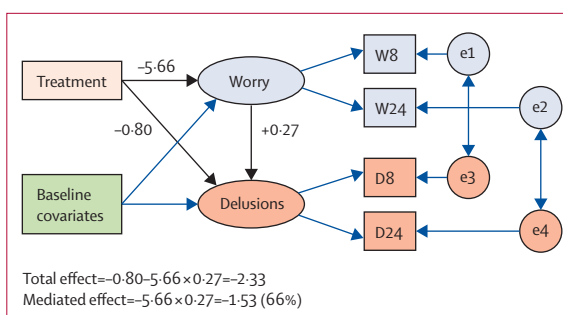 Treatment
–5·66
Worry
W8
e1
W24
e2
–0·80
+0·27
Baseline
covariates
Delusions
D8
e3
D24
e4
Total effect=–0·80–5·66×0·27=–2·33
Mediated effect=–5·66×0·27=–1·53 (66%)